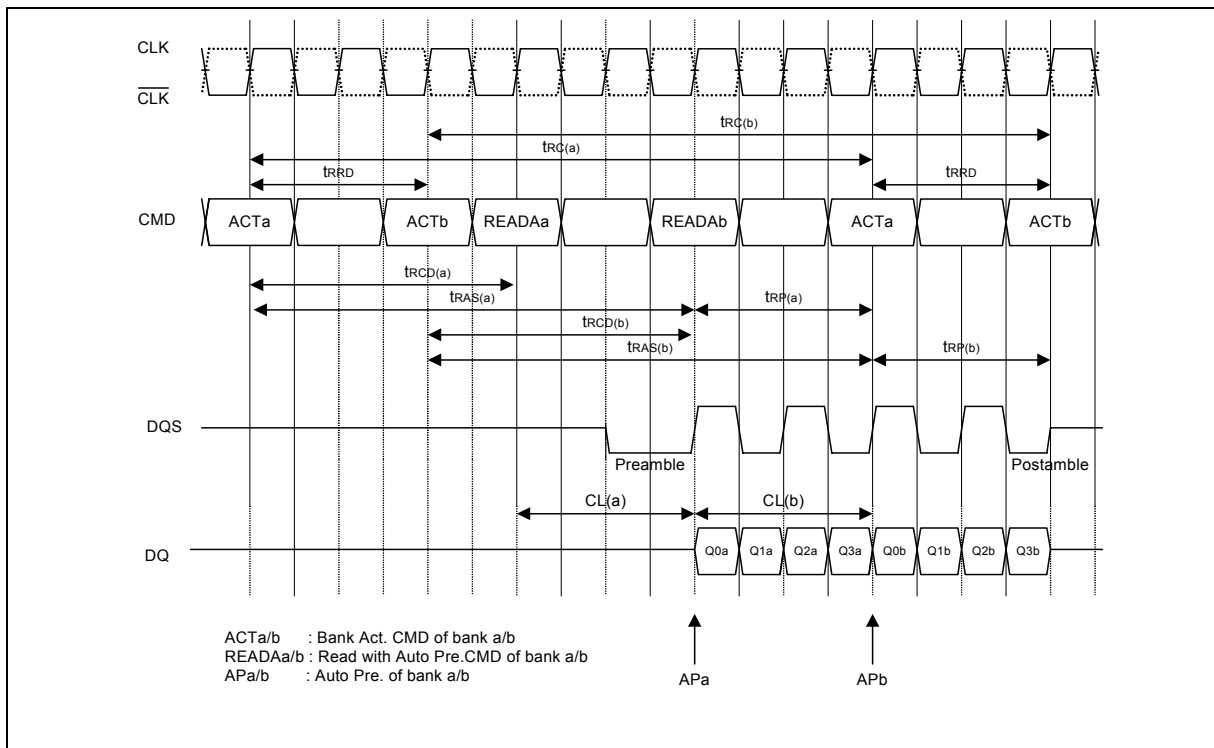 CLK
CLK
tRC(b)
tRC(a)
tRRD tRRD
CMD ACTa ACTb READAa READAb ACTa ACTb
tRCD(a)
tRAS(a) tRP(a)
tRCD(b)
tRAS(b) tRP(b)
DQS
Preamble Postamble
CL(a) CL(b)
DQ Q0a Q1a Q2a Q3a Q0b Q1b Q2b Q3b
ACTa/b : Bank Act. CMD of bank a/b
READAa/b : Read with Auto Pre.CMD of bank a/b
APa/b : Auto Pre. of bank a/b
APa APb